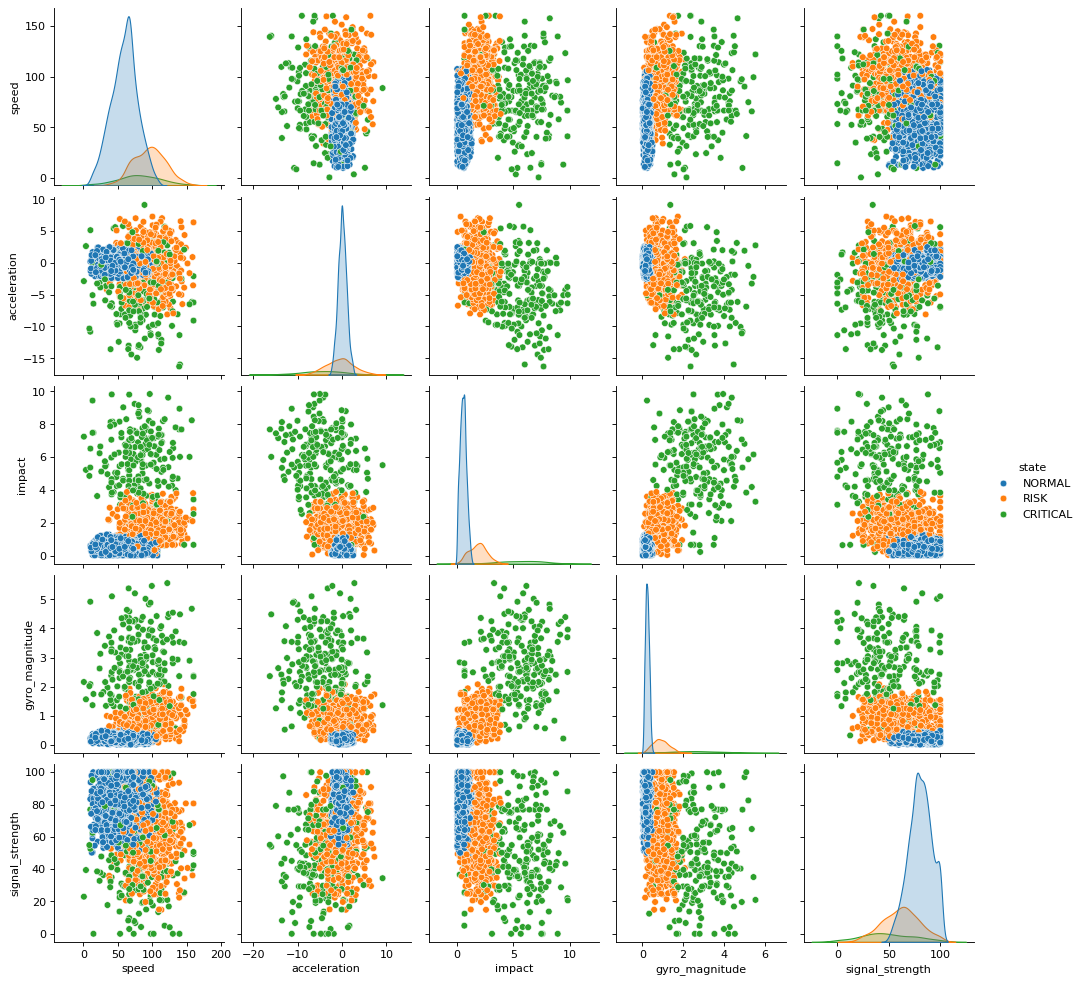 150
100
50
0
speed
10
5
0
−5
−10
−15
acceleration
10
8
6
4
2
0
impact
state
NORMAL
RISK
CRITICAL
5
4
3
2
1
0
gyro_magnitude
100
80
60
40
20
0
signal_strength
0 50 100 150 200
−20 −10 0 10
0 5 10
0 2 4 6
0 50 100
speed acceleration impact gyro_magnitude signal_strength